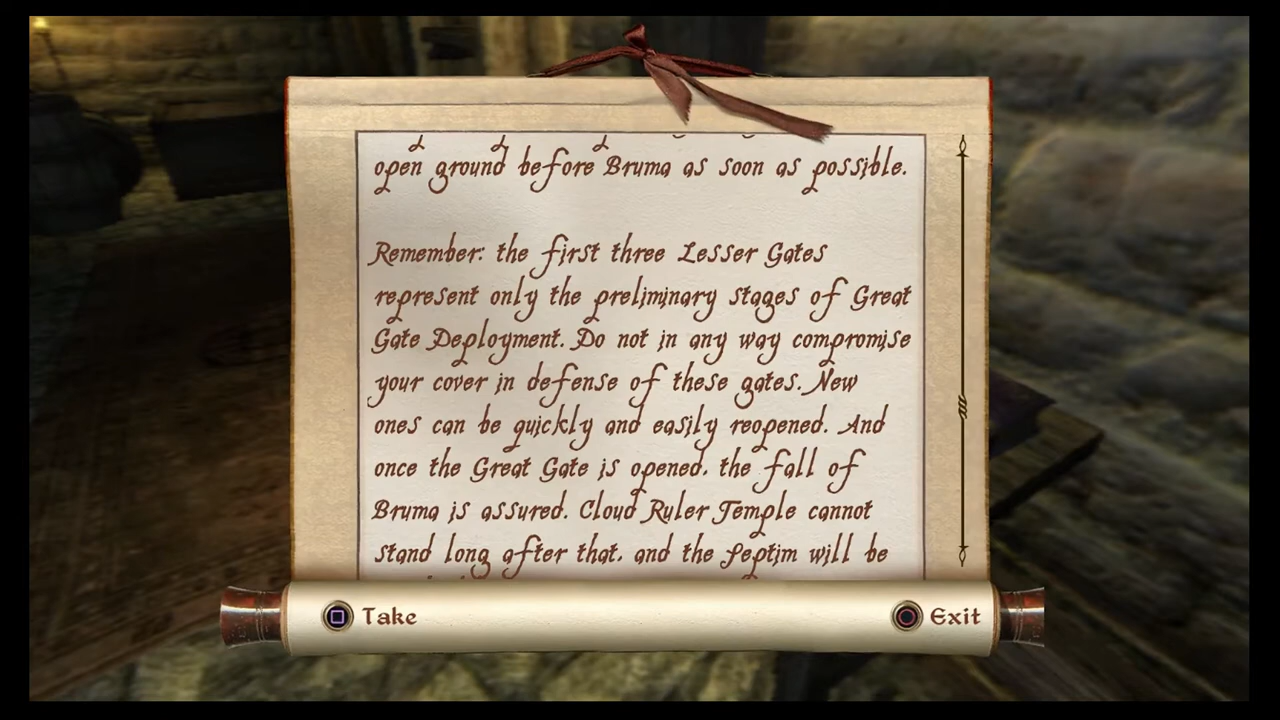 open ground before Bruma as soon as possible.
Remember: the first three Lesser Gates
represent only the preliminary stages of Great
Gate Deployment. Do not in any way compromise
your cover in defense of these gates. New
ones can be quickly and easily reopened. And
once the Great Gate is opened, the fall of
Bruma is assured. Cloud Ruler Temple cannot
stand long after that, and the Septim will be
Take
Exit